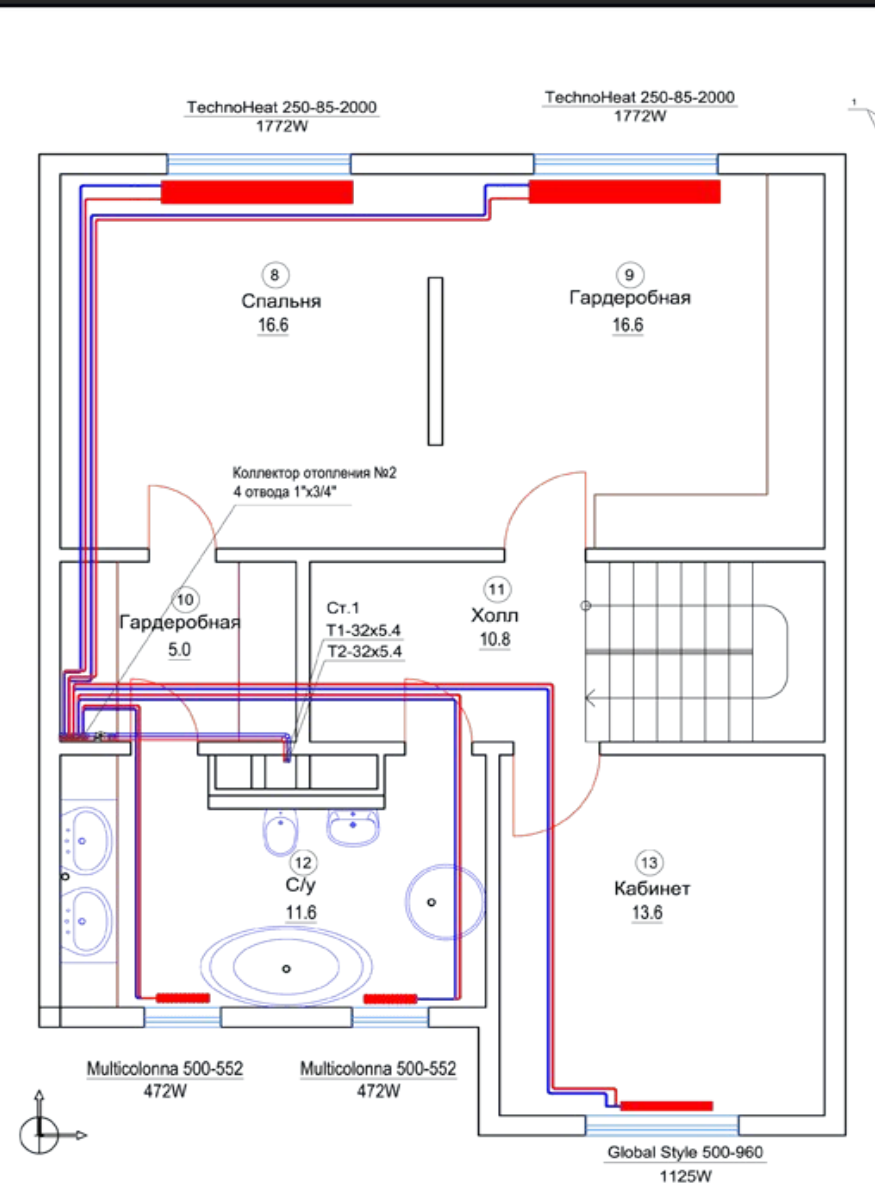 TechnoHeat 250-85-2000
1772W
TechnoHeat 250-85-2000
1772W
1
8
Спальня
16.6
9
Гардеробная
16.6
Коллектор отопления №2
4 отвода 1"x3/4"
10
Гардеробная
5.0
Ст.1
Т1-32x5.4
Т2-32x5.4
11
Холл
10.8
12
С/у
11.6
13
Кабинет
13.6
Multicolonna 500-552
472W
Multicolonna 500-552
472W
Global Style 500-960
1125W